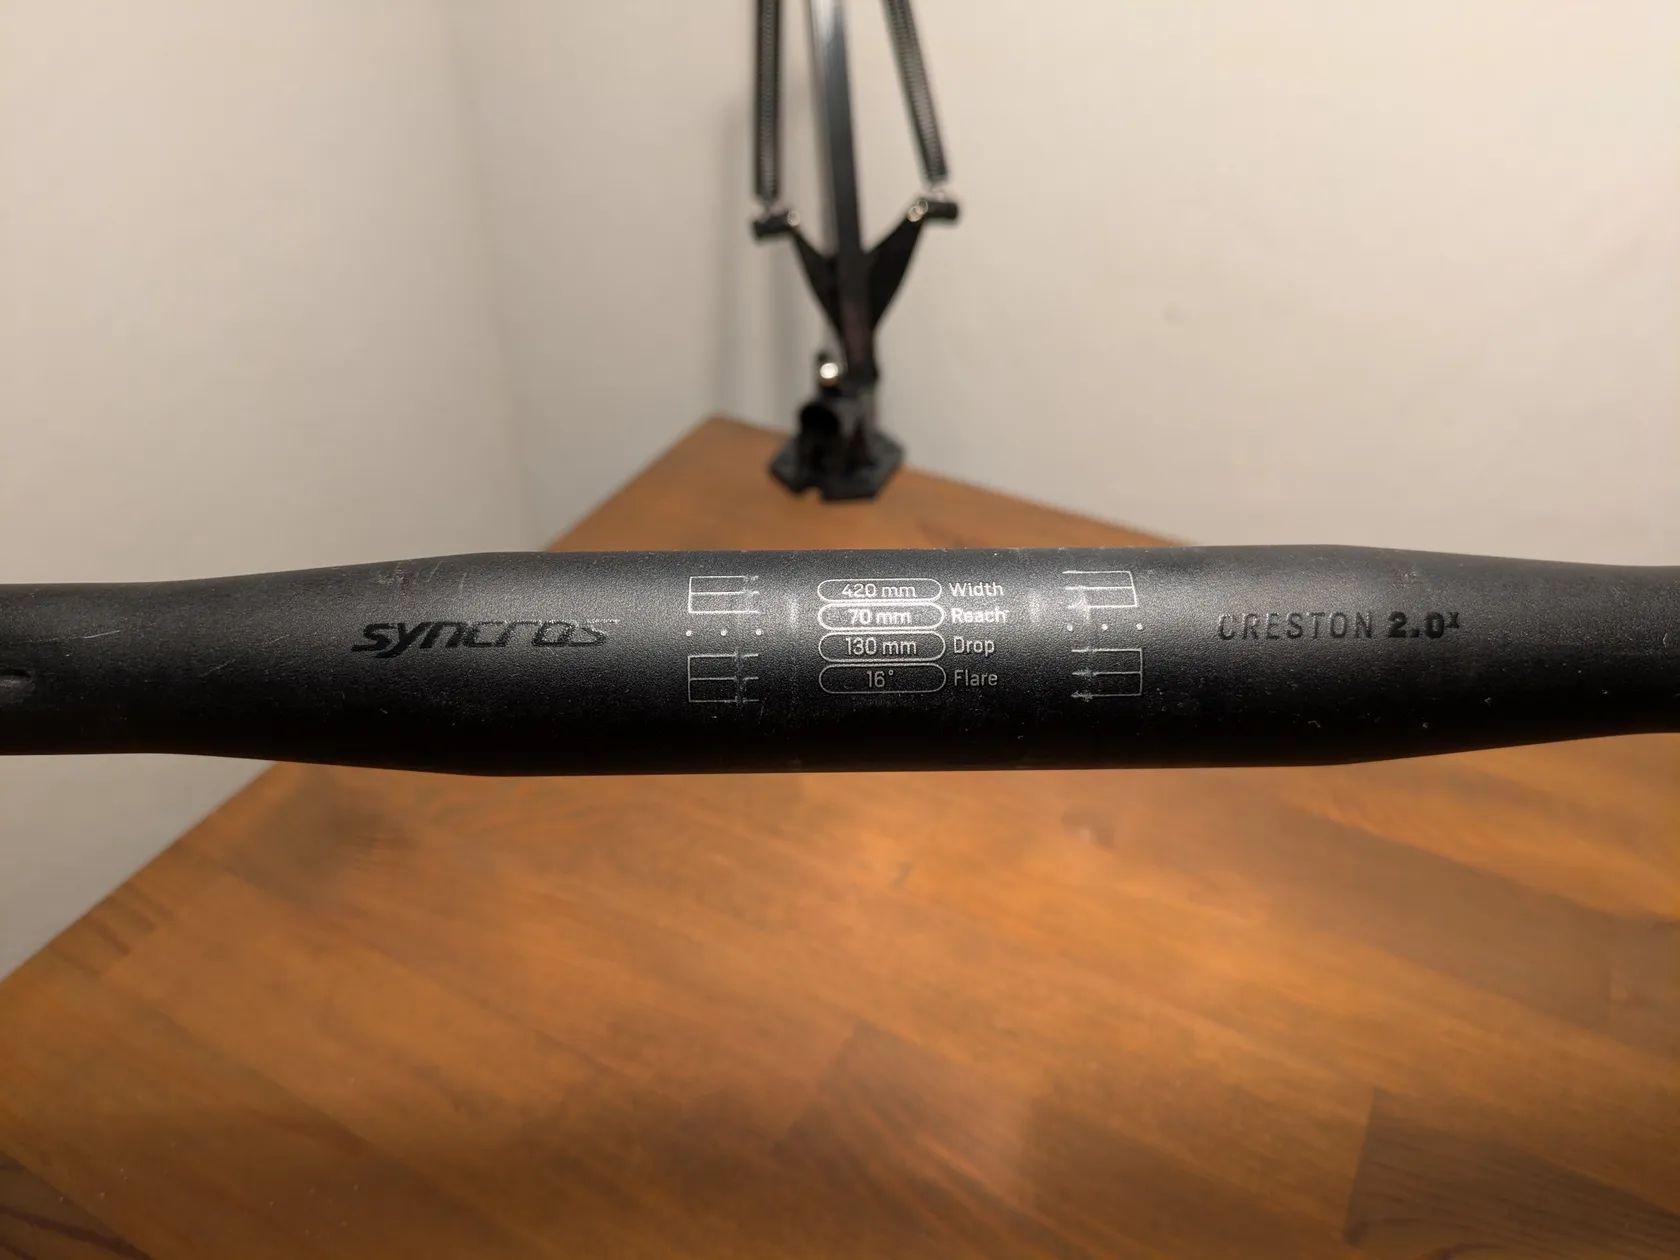 syncros
420 mm Width
70 mm Reach
130 mm Drop
16° Flare
CRESTON 2.0ˣ